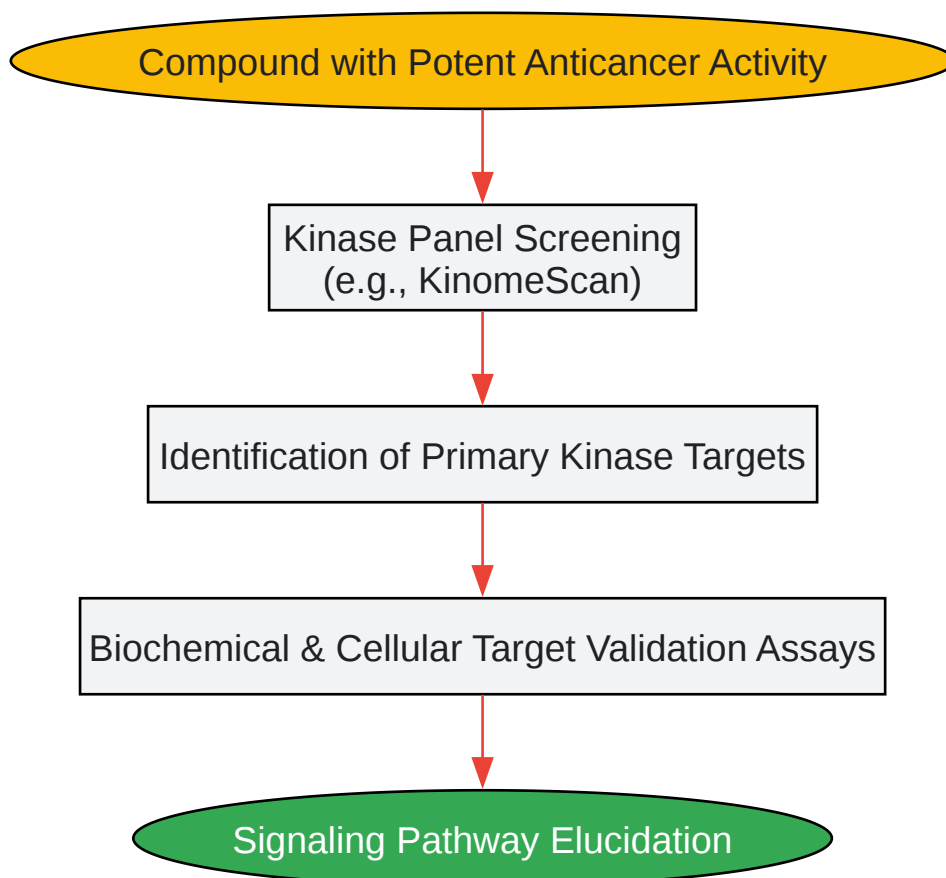 Compound with Potent Anticancer Activity
Kinase Panel Screening
(e.g., KinomeScan)
Identification of Primary Kinase Targets
Biochemical & Cellular Target Validation Assays
Signaling Pathway Elucidation